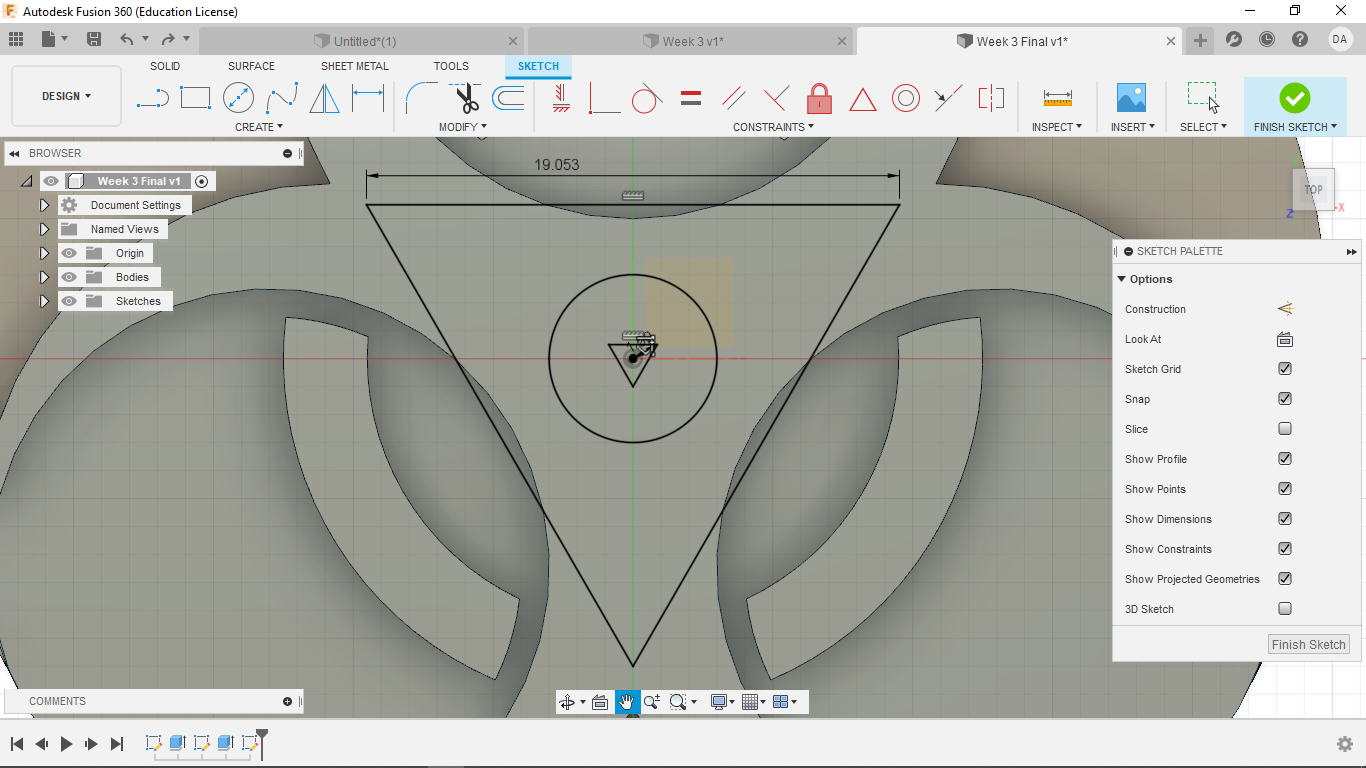 Autodesk Fusion 360 (Education License)
Untitled*(1)
Week 3 v1*
Week 3 Final v1*
DA
SOLID
SURFACE
SHEET METAL
TOOLS
SKETCH
DESIGN
CREATE
MODIFY
CONSTRAINTS
INSPECT
INSERT
SELECT
FINISH SKETCH
BROWSER
Week 3 Final v1
Document Settings
Named Views
Origin
Bodies
Sketches
19.053
TOP
X
Z
SKETCH PALETTE
Options
Construction
Look At
Sketch Grid
Snap
Slice
Show Profile
Show Points
Show Dimensions
Show Constraints
Show Projected Geometries
3D Sketch
Finish Sketch
COMMENTS